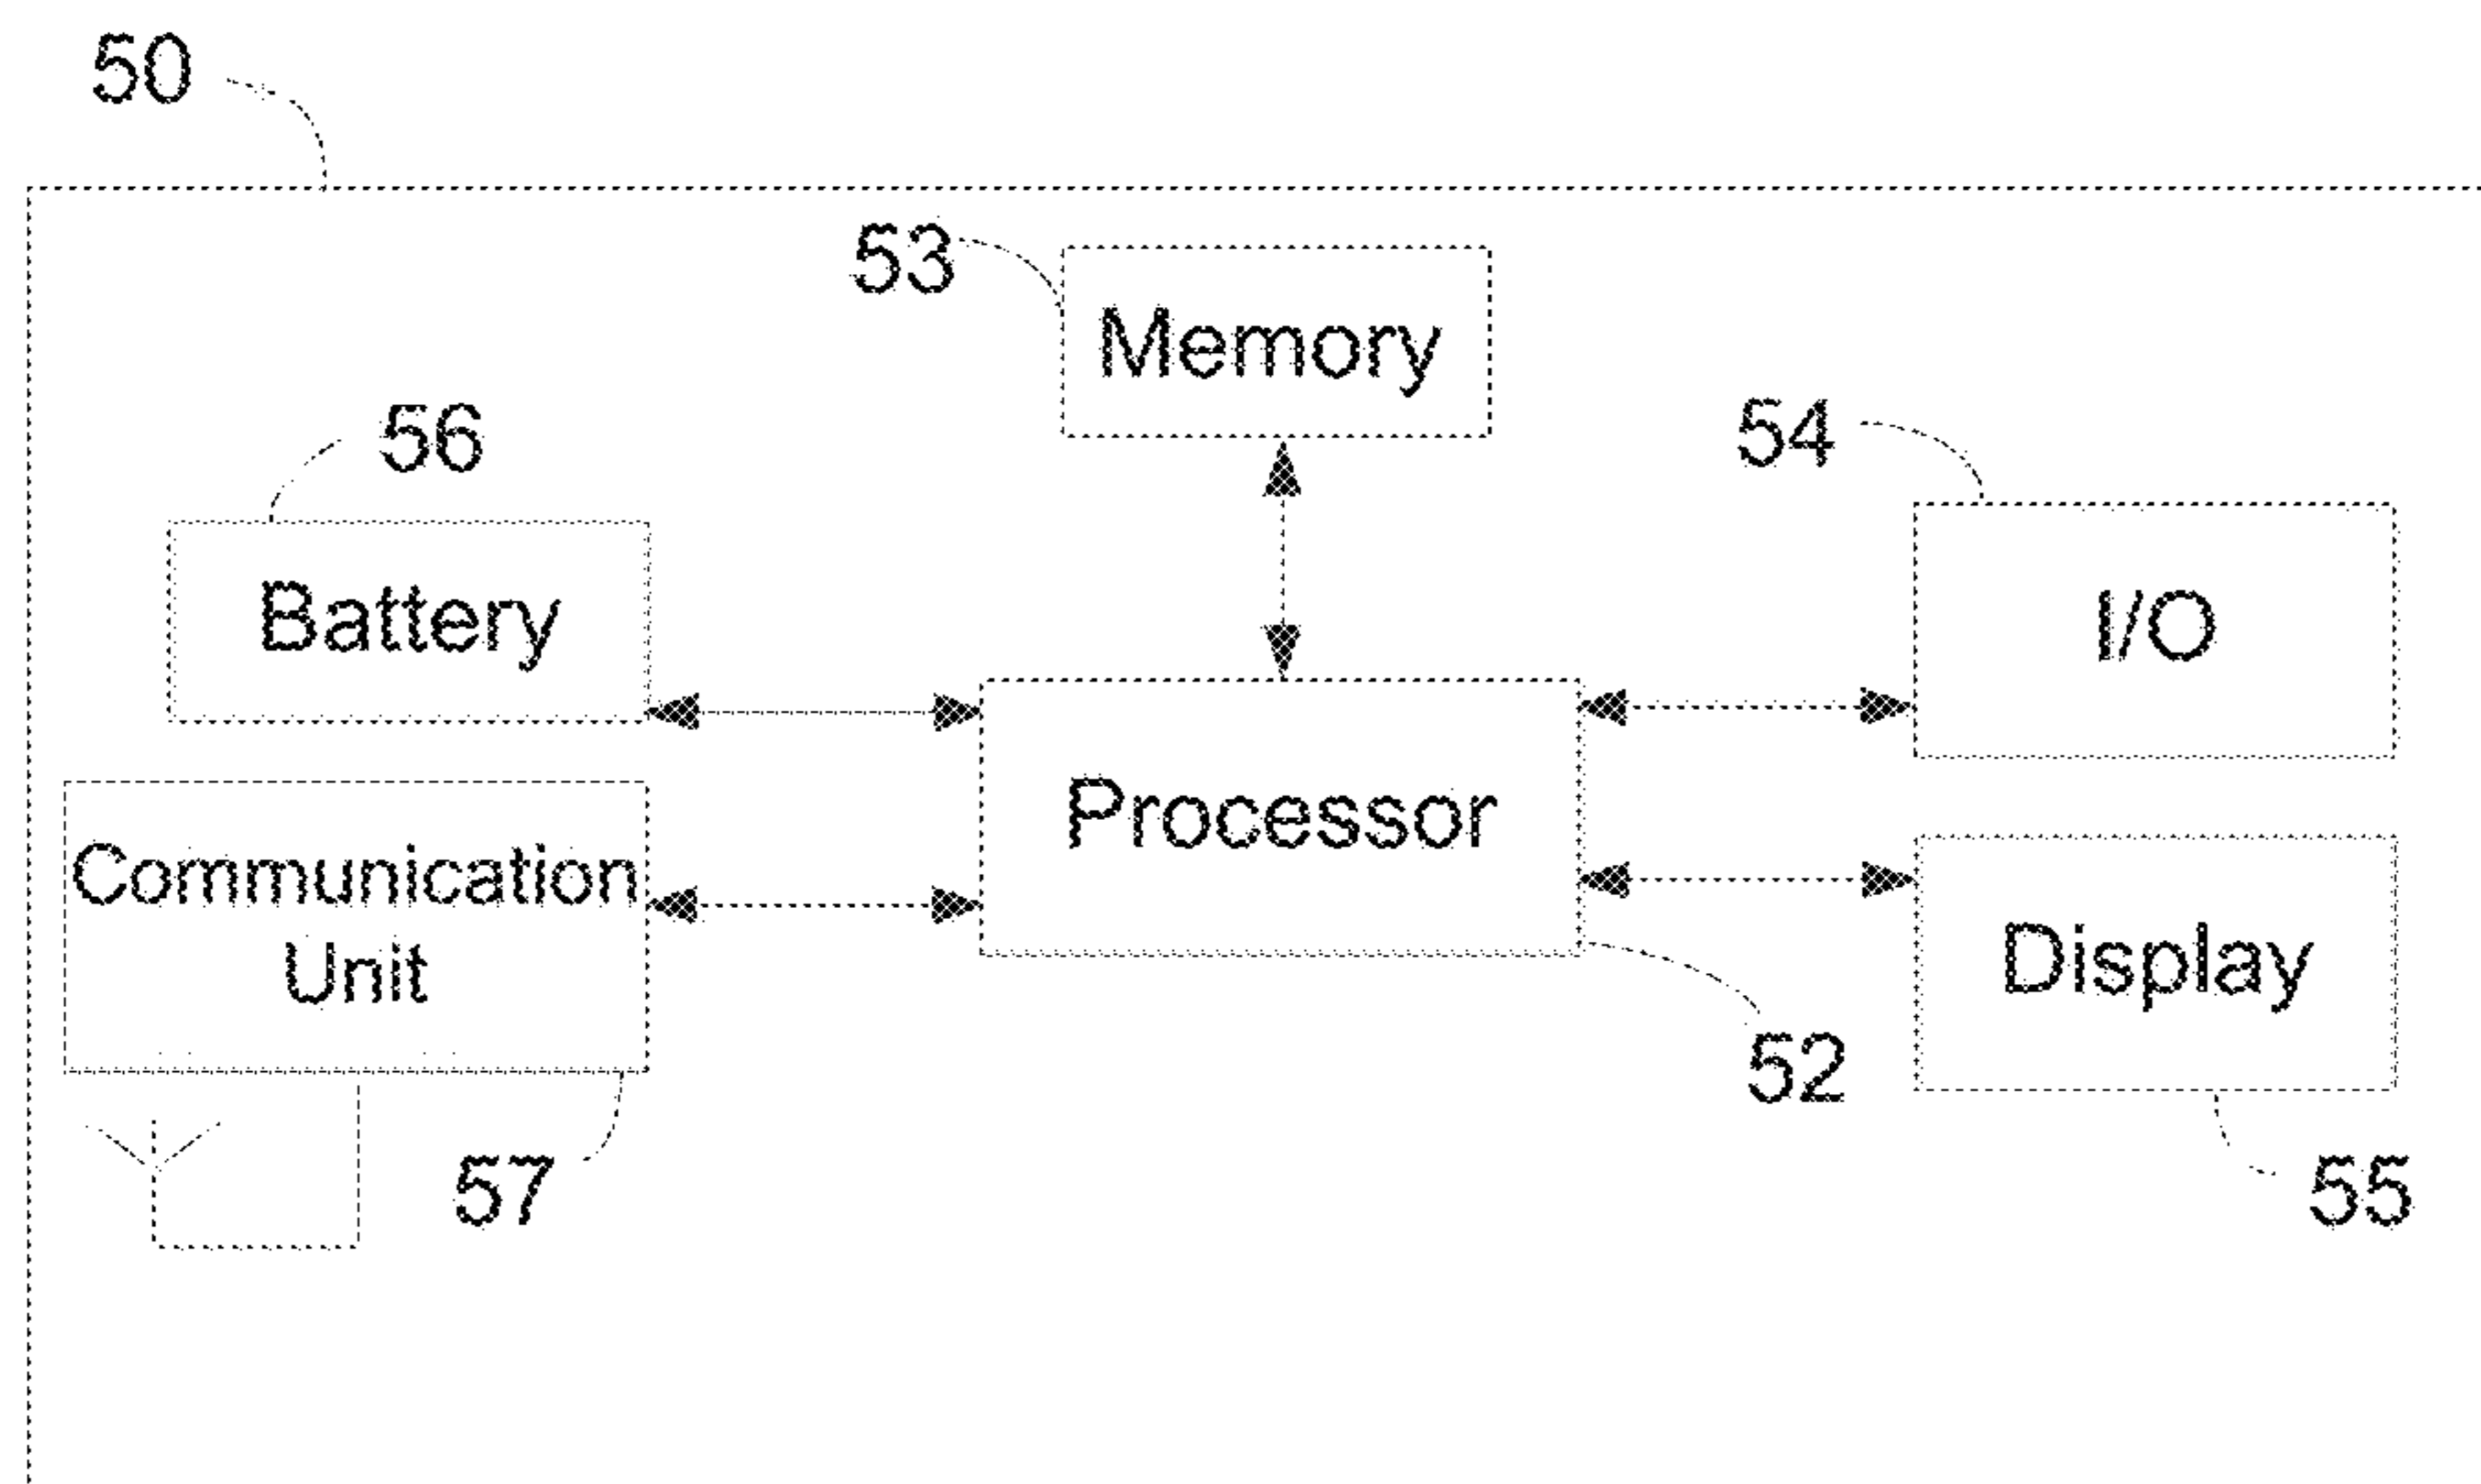 50
53
Memory
56
54
Battery
I/O
Processor
Communication
Unit
Display
52
57
55